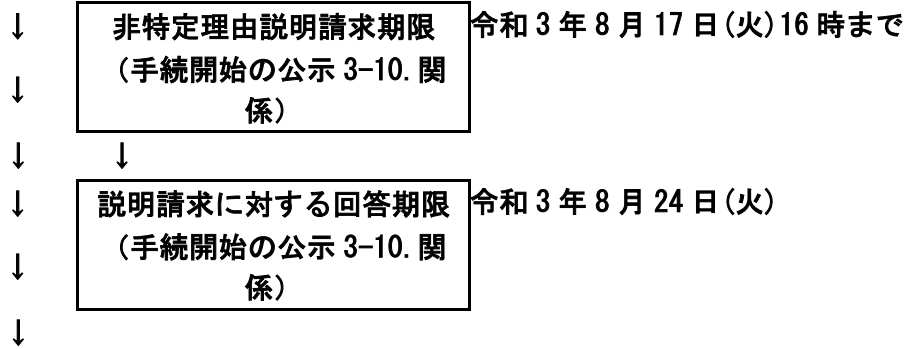 ↓ 非特定理由説明請求期限 令和3年8月17日(火)16時まで
(手続開始の公示3-10.関
↓
係)
↓ ↓
↓ 説明請求に対する回答期限 令和3年8月24日(火)
(手続開始の公示3-10.関
↓
係)
↓